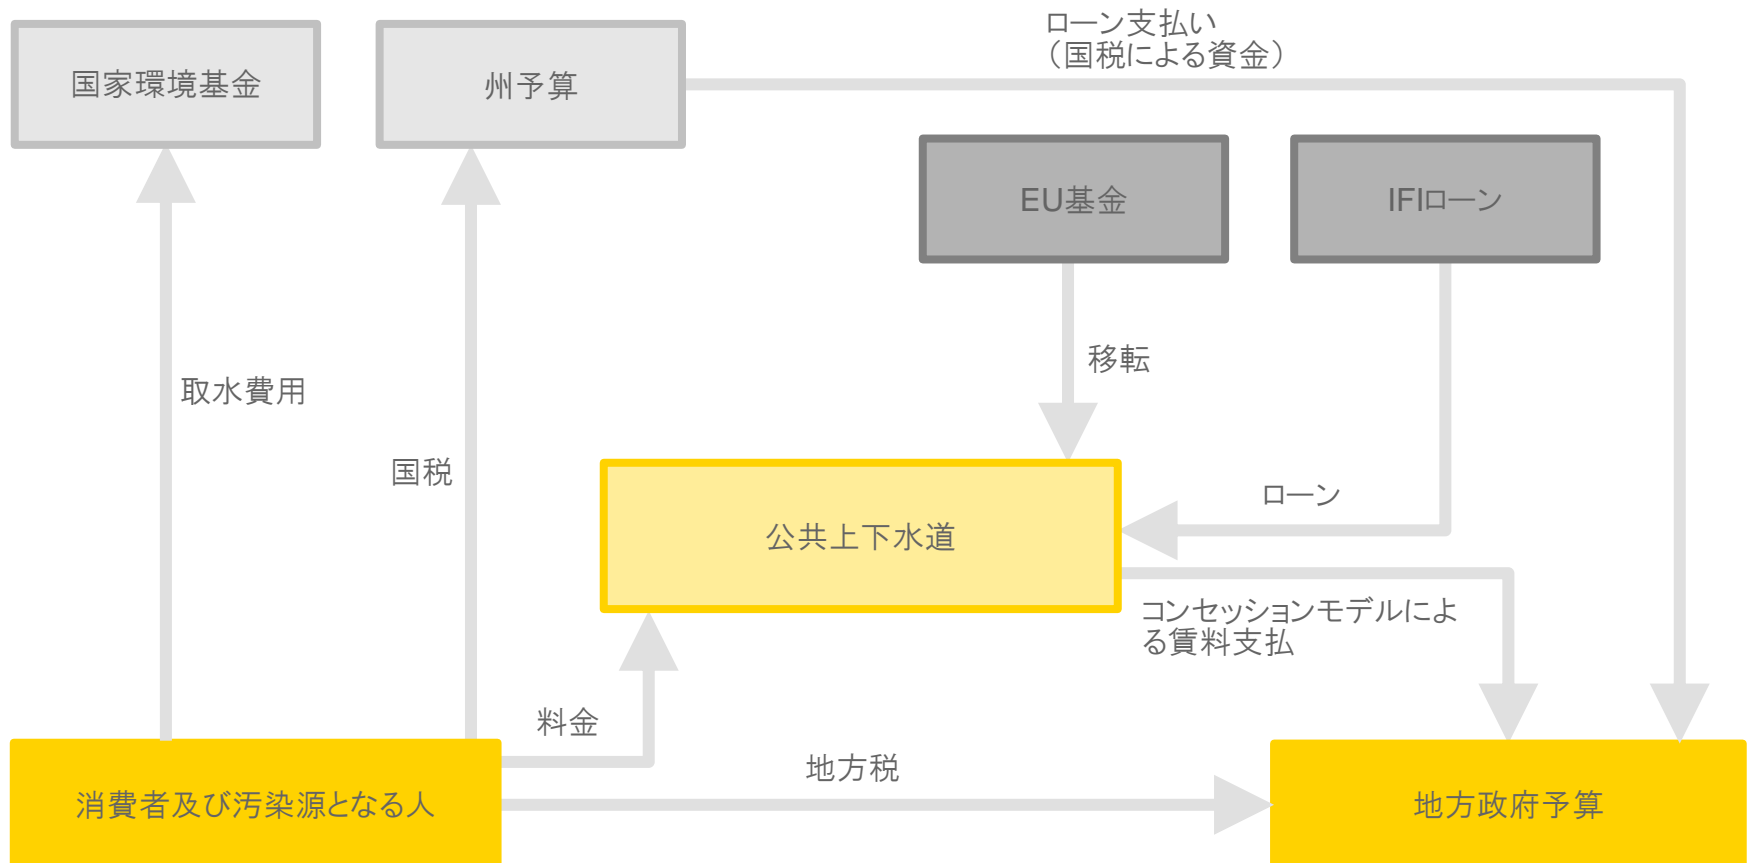 ローン支払い
（国税による資金）
国家環境基金
州予算
EU基金
IFIローン
移転
取水費用
国税
ローン
公共上下水道
コンセッションモデルによ
る賃料支払
料金
地方税
消費者及び汚染源となる人
地方政府予算